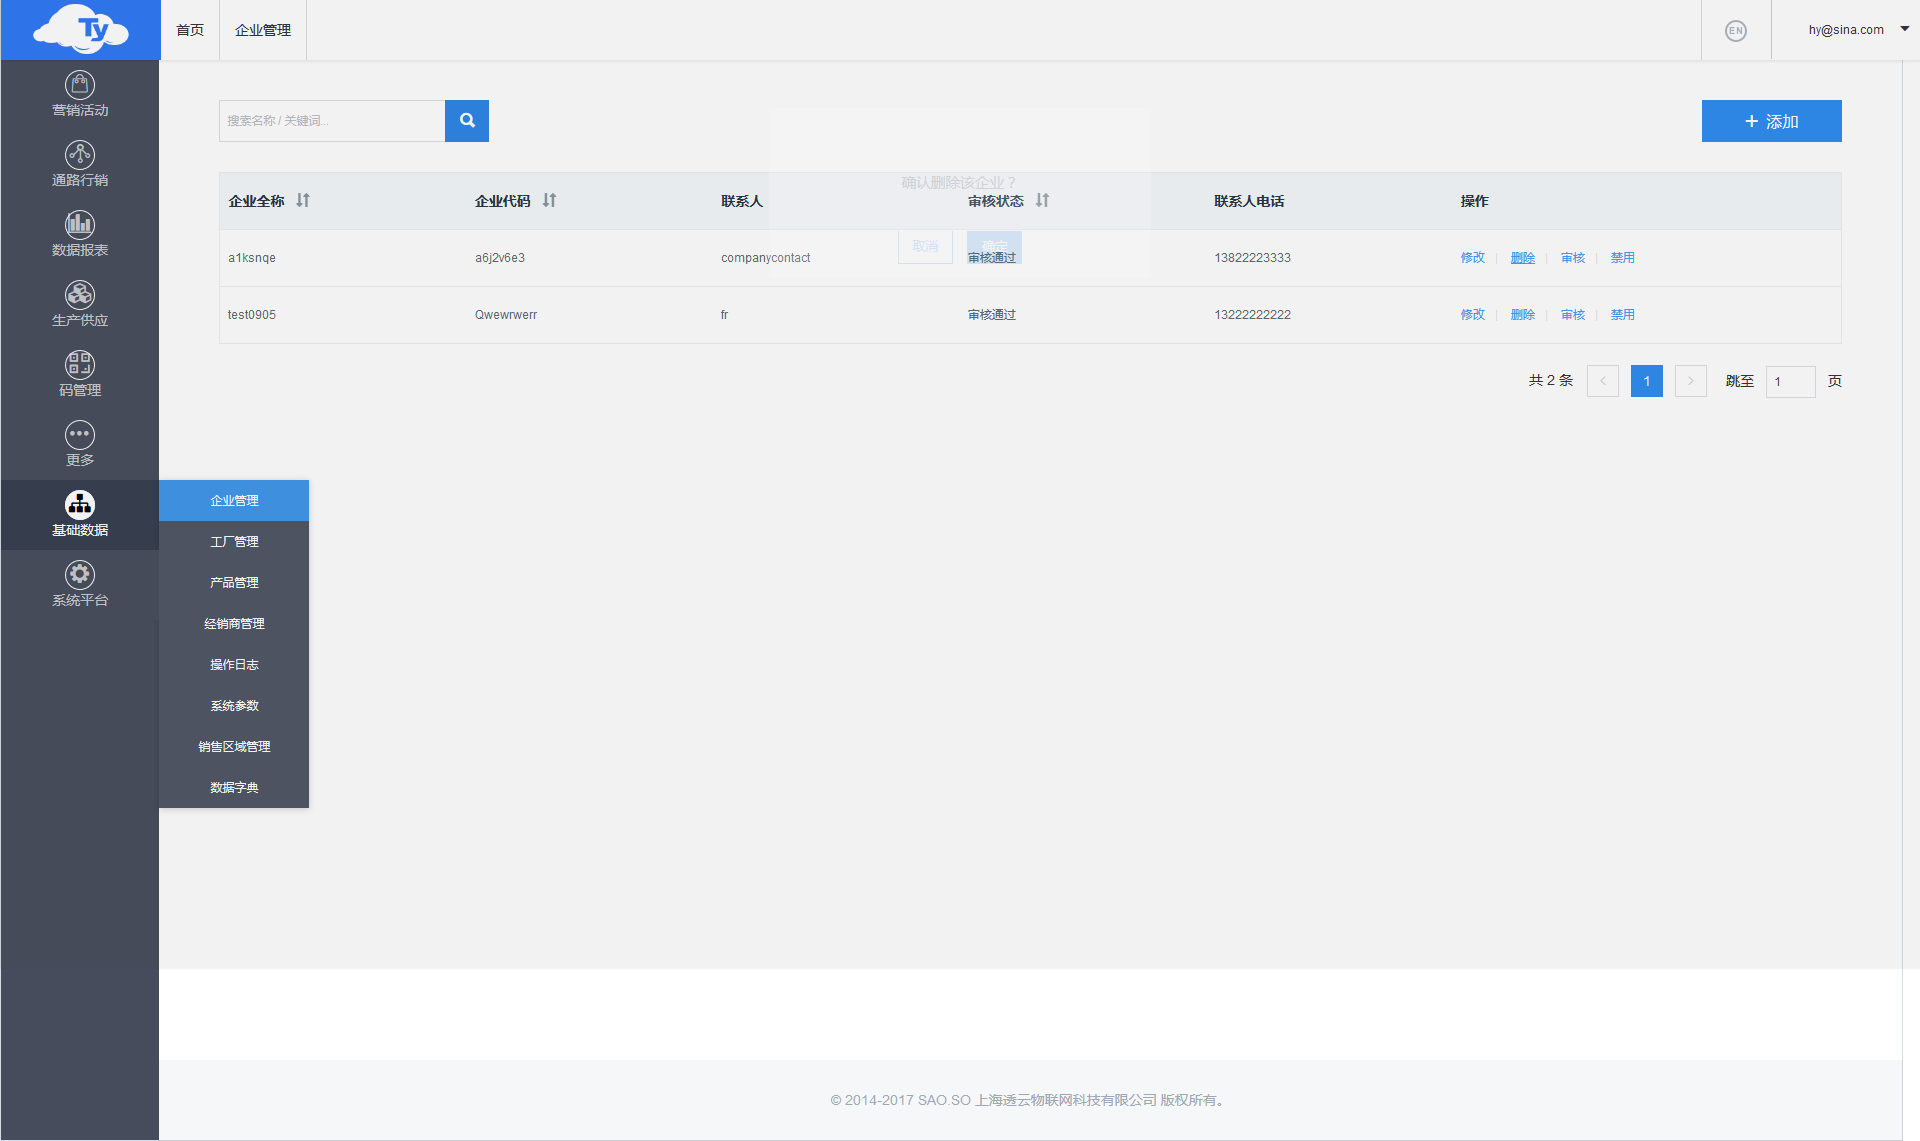 Ty
首页
企业管理
EN
hy@sina.com
营销活动
通路行销
数据报表
生产供应
码管理
更多
基础数据
系统平台
搜索名称 / 关键词...
+ 添加
确认删除该企业？
取消
确定
企业全称
企业代码
联系人
审核状态
联系人电话
操作
a1ksnqe
a6j2v6e3
companycontact
审核通过
13822223333
修改 | 删除 | 审核 | 禁用
test0905
Qwewrwerr
fr
审核通过
13222222222
修改 | 删除 | 审核 | 禁用
共 2 条 < 1 > 跳至 1 页
企业管理
工厂管理
产品管理
经销商管理
操作日志
系统参数
销售区域管理
数据字典
© 2014-2017 SAO.SO 上海透云物联网科技有限公司 版权所有。